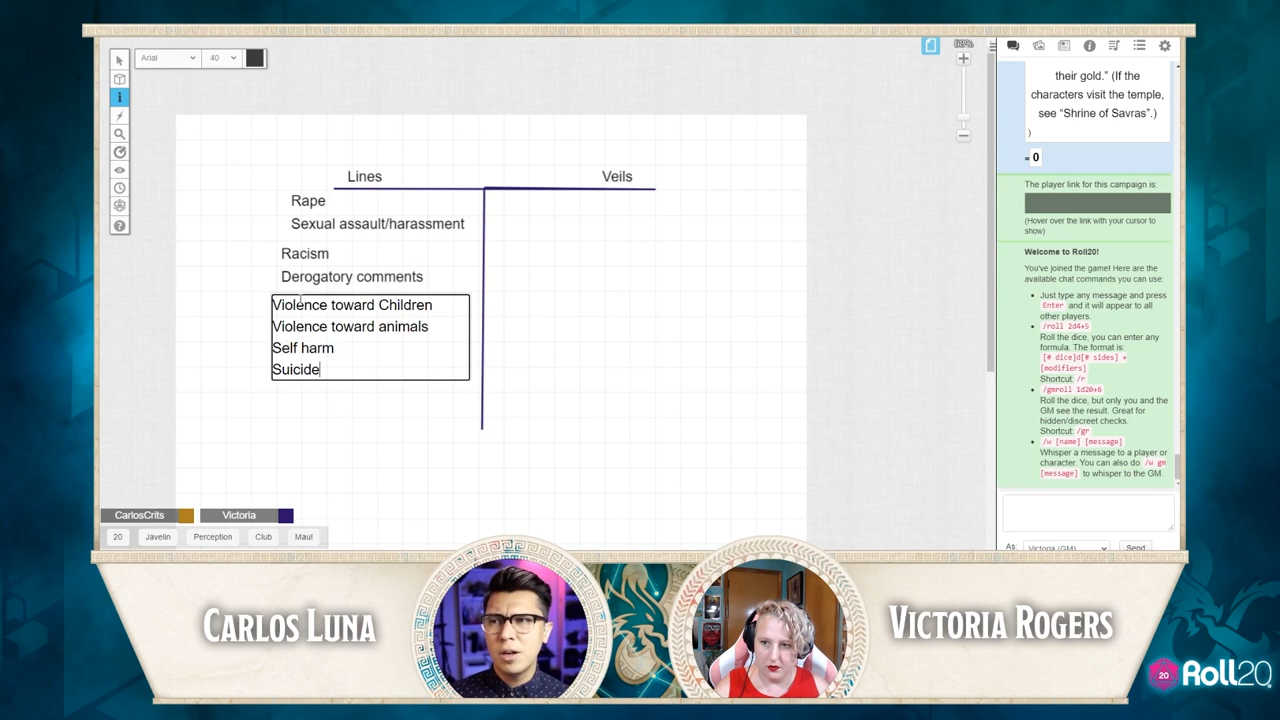 Arial
40
68%
Lines
Veils
Rape
Sexual assault/harassment
Racism
Derogatory comments
Violence toward Children
Violence toward animals
Self harm
Suicide
their gold." (If the
characters visit the temple,
see “Shrine of Savras”.)
)
=0
The player link for this campaign is:
(Hover over the link with your cursor to
show)
Welcome to Roll20!
You've joined the game! Here are the
available chat commands you can use:
Just type any message and press
Enter and it will appear to all
other players.
/roll 2d4+5
Roll the dice, you can enter any
formula. The format is:
[# dice]d[# sides] +
[modifiers]
Shortcut: /r
/gmroll 1d20+6
Roll the dice, but only you and the
GM see the result. Great for
hidden/discreet checks.
Shortcut: /gr
/w [name] [message]
Whisper a message to a player or
character. You can also do /w gm
[message] to whisper to the GM.
As: Victoria (GM) Send
CarlosCrits Victoria
20 Javelin Perception Club Maul
CARLOS LUNA
VICTORIA ROGERS
20 Roll20